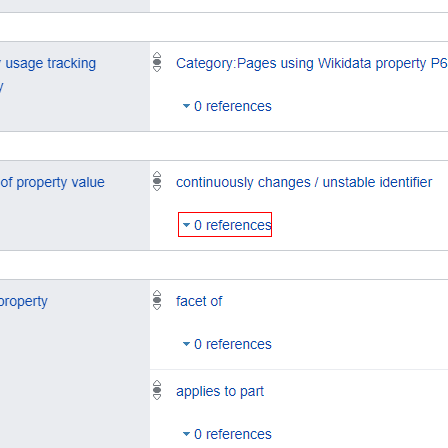 usage tracking
Category:Pages using Wikidata property P6
0 references
of property value
continuously changes / unstable identifier
0 references
property
facet of
0 references
applies to part
0 references